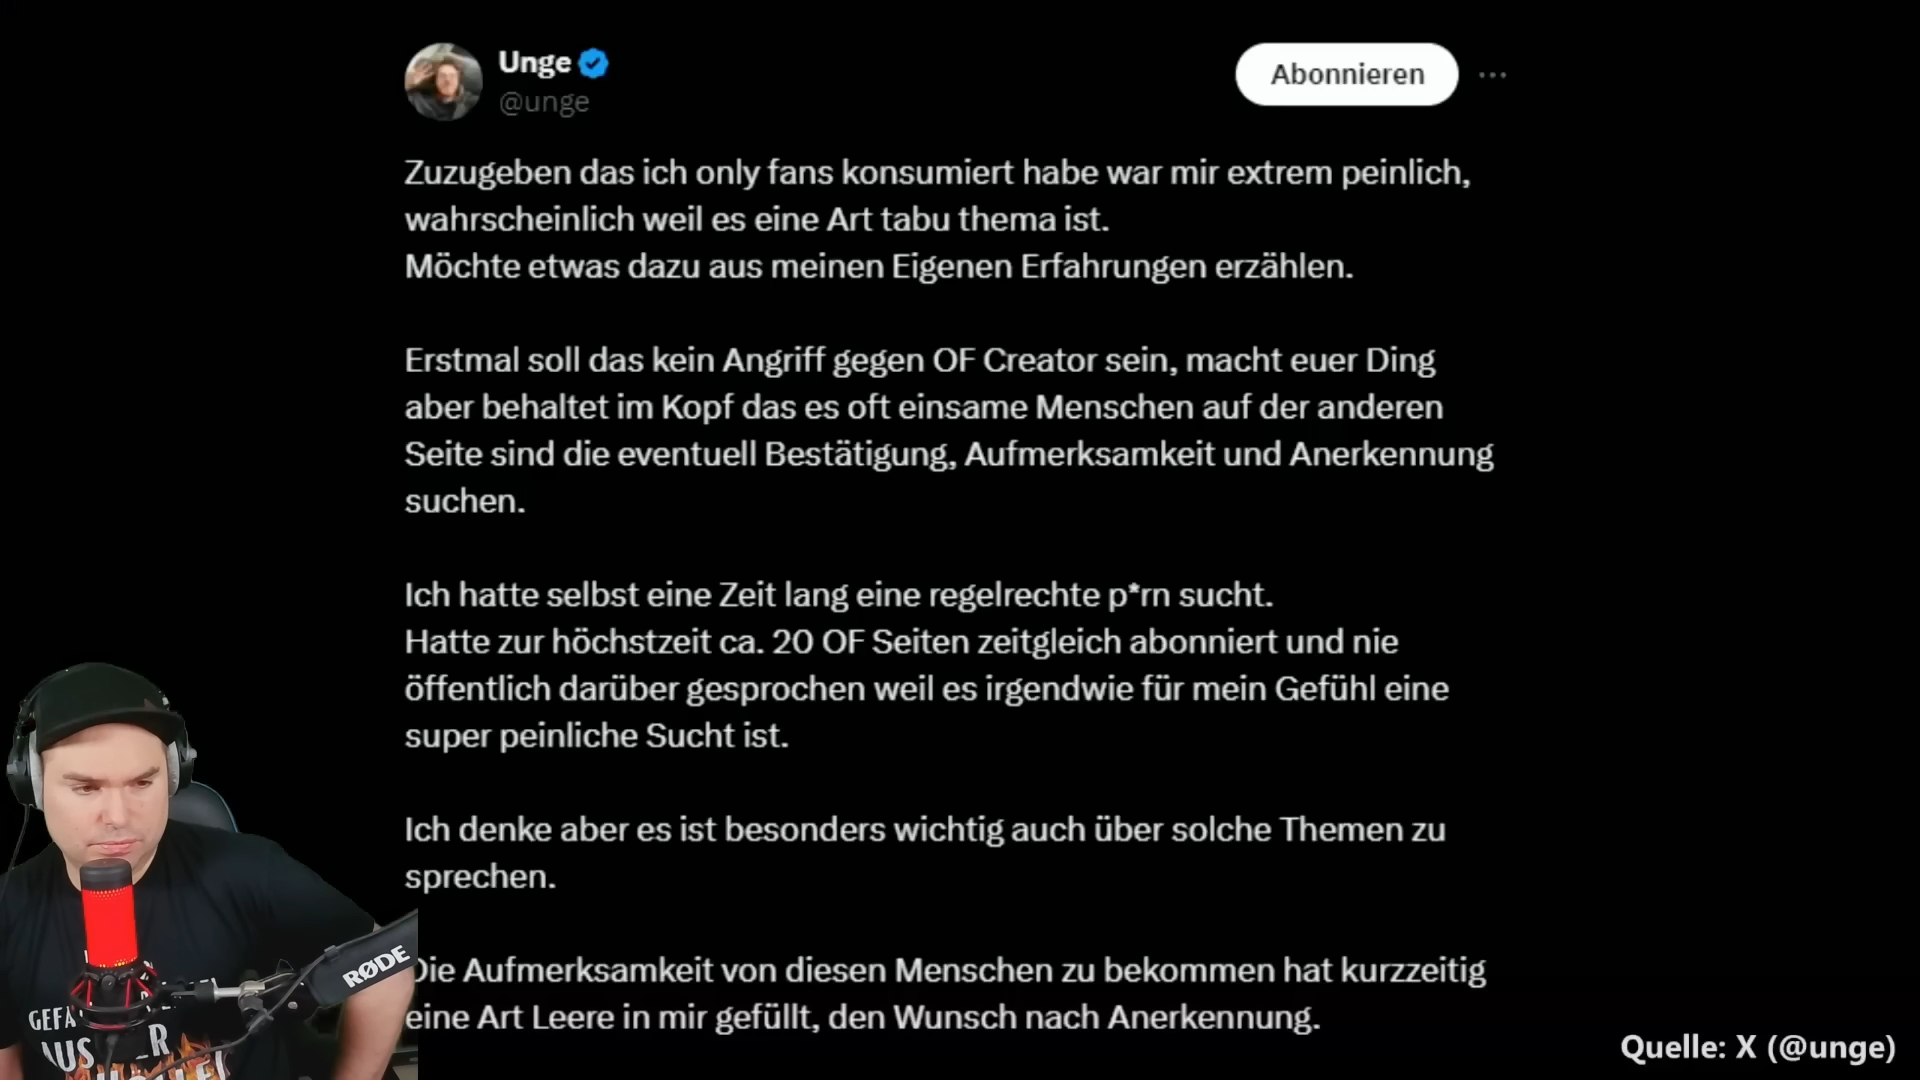 Unge
@unge
Abonnieren
Zuzugeben das ich only fans konsumiert habe war mir extrem peinlich,
wahrscheinlich weil es eine Art tabu thema ist.
Möchte etwas dazu aus meinen Eigenen Erfahrungen erzählen.
Erstmal soll das kein Angriff gegen OF Creator sein, macht euer Ding
aber behaltet im Kopf das es oft einsame Menschen auf der anderen
Seite sind die eventuell Bestätigung, Aufmerksamkeit und Anerkennung
suchen.
Ich hatte selbst eine Zeit lang eine regelrechte p*rn sucht.
Hatte zur höchstzeit ca. 20 OF Seiten zeitgleich abonniert und nie
öffentlich darüber gesprochen weil es irgendwie für mein Gefühl eine
super peinliche Sucht ist.
Ich denke aber es ist besonders wichtig auch über solche Themen zu
sprechen.
Die Aufmerksamkeit von diesen Menschen zu bekommen hat kurzzeitig
eine Art Leere in mir gefüllt, den Wunsch nach Anerkennung.
RØDE
Quelle: X (@unge)